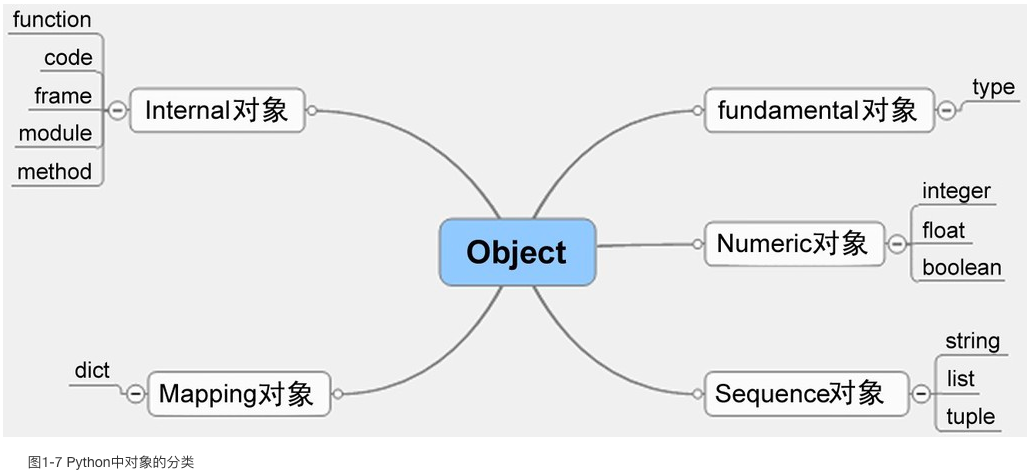 function
code
frame
module
method
Internal对象
fundamental对象
type
Object
Numeric对象
integer
float
boolean
dict
Mapping对象
Sequence对象
string
list
tuple
图1-7 Python中对象的分类